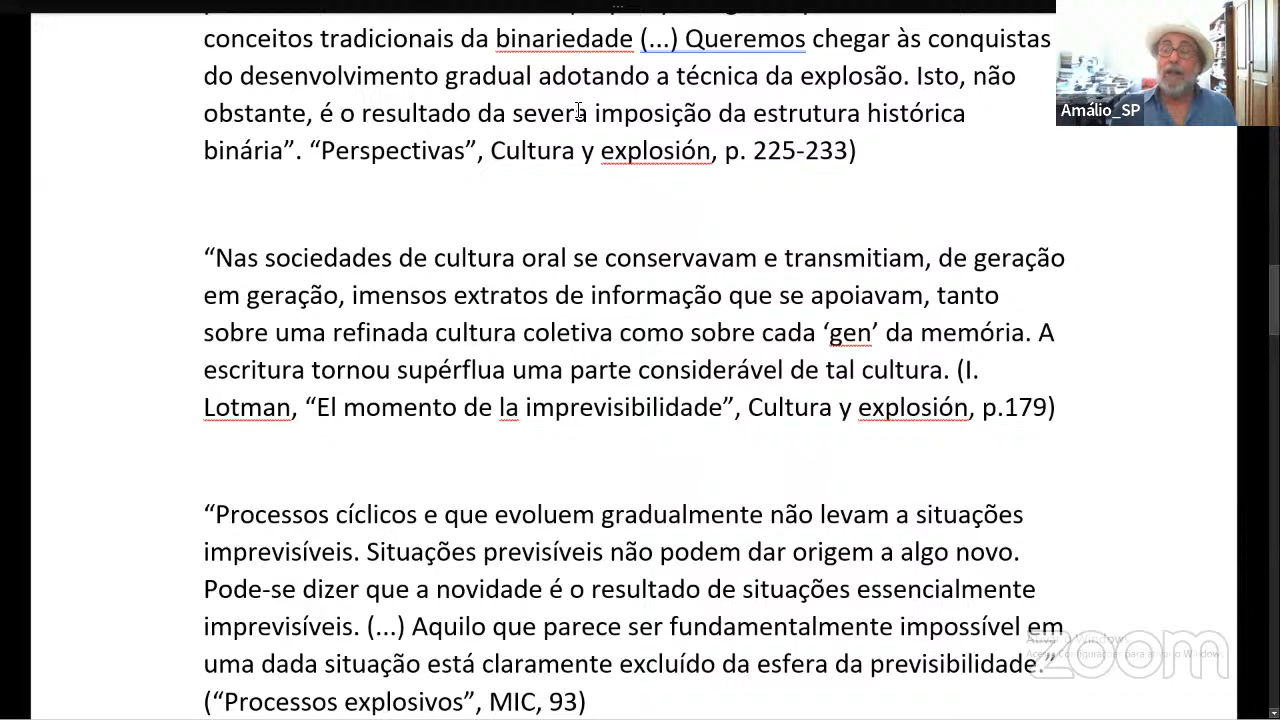 conceitos tradicionais da binariedade (...) Queremos chegar às conquistas
do desenvolvimento gradual adotando a técnica da explosão. Isto, não
obstante, é o resultado da severa imposição da estrutura histórica
binária”. “Perspectivas”, Cultura y explosión, p. 225-233)
Amálio_SP
“Nas sociedades de cultura oral se conservavam e transmitiam, de geração
em geração, imensos extratos de informação que se apoiavam, tanto
sobre uma refinada cultura coletiva como sobre cada ‘gen’ da memória. A
escritura tornou supérflua uma parte considerável de tal cultura. (I.
Lotman, “El momento de la imprevisibilidade”, Cultura y explosión, p.179)
“Processos cíclicos e que evoluem gradualmente não levam a situações
imprevisíveis. Situações previsíveis não podem dar origem a algo novo.
Pode-se dizer que a novidade é o resultado de situações essencialmente
imprevisíveis. (...) Aquilo que parece ser fundamentalmente impossível em
uma dada situação está claramente excluído da esfera da previsibilidade.”
(“Processos explosivos”, MIC, 93)
zoom